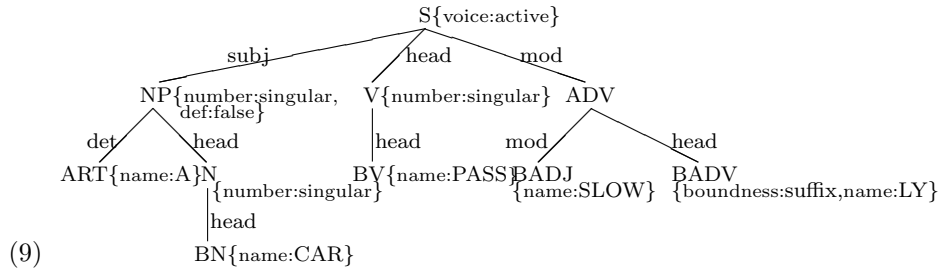 S{voice:active}
subj head mod
NP{number:singular, V{number:singular} ADV
def:false}
det head head mod head
ART{name:A}N BV{name:PASS}BADJ BADV
{number:singular} {name:SLOW} {boundness:suffix,name:LY}
head
(9) BN{name:CAR}